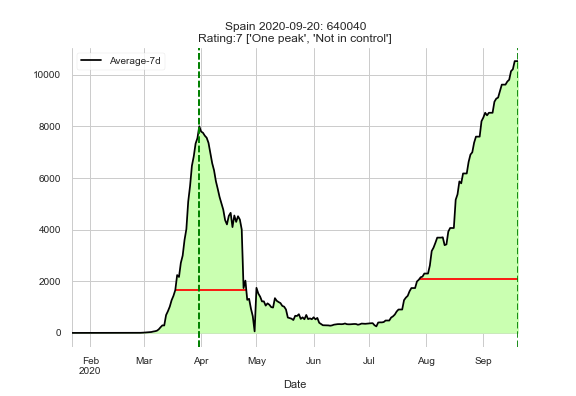 Spain 2020-09-20: 640040
Rating:7 ['One peak', 'Not in control']
Average-7d
10000
8000
6000
4000
2000
0
Feb Mar Apr May Jun Jul Aug Sep
2020
Date